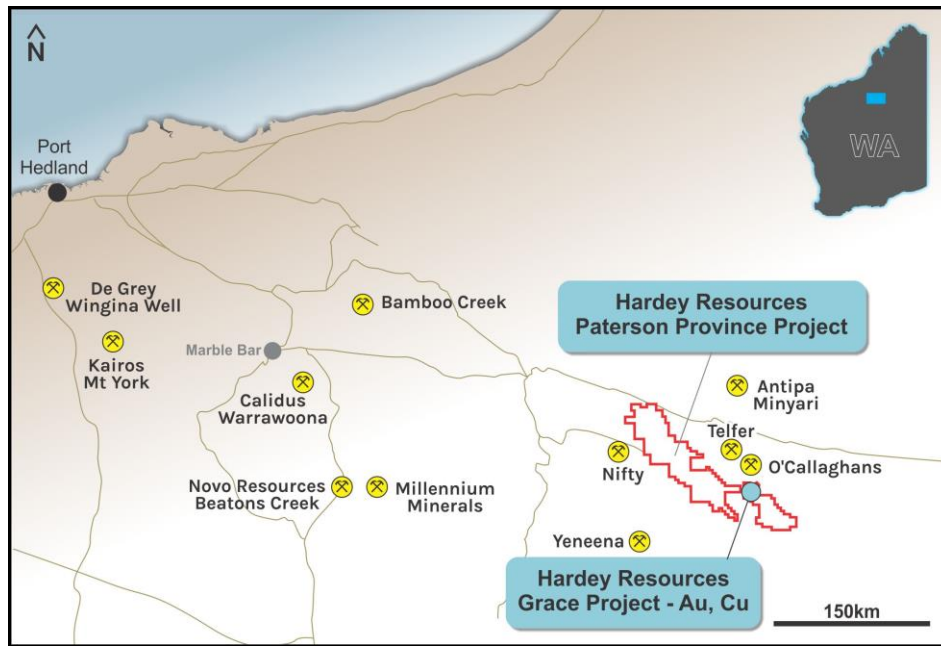 N
Port
Hedland
WA
De Grey
Wingina Well
Bamboo Creek
Hardey Resources
Paterson Province Project
Kairos
Mt York
Marble Bar
Calidus
Warrawoona
Antipa
Minyari
Telfer
O'Callaghans
Nifty
Novo Resources
Beatons Creek
Millennium
Minerals
Yeneena
Hardey Resources
Grace Project - Au, Cu
150km